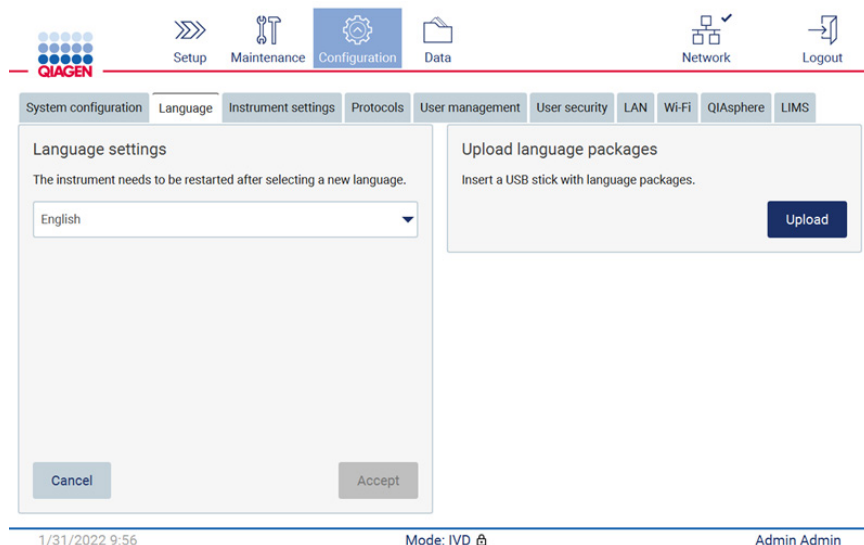 QIAGEN
Setup
Maintenance
Configuration
Data
Network
Logout
System configuration
Language
Instrument settings
Protocols
User management
User security
LAN
Wi-Fi
QIAsphere
LIMS
Language settings
The instrument needs to be restarted after selecting a new language.
English
Cancel
Accept
Upload language packages
Insert a USB stick with language packages.
Upload
1/31/2022 9:56
Mode: IVD
Admin Admin